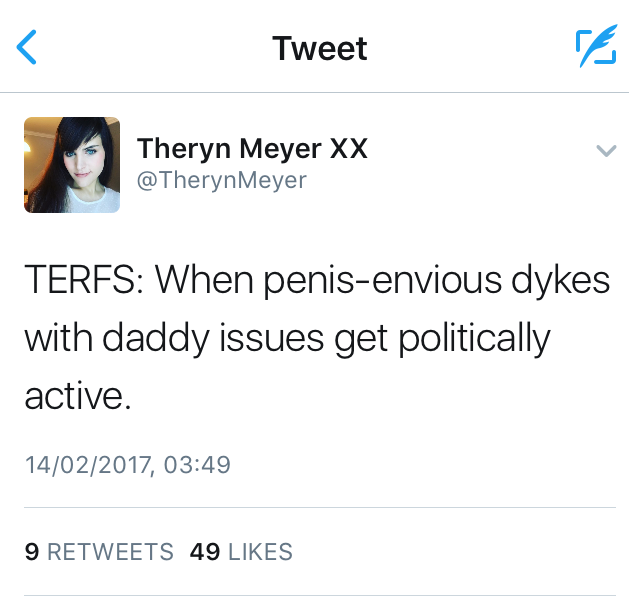 Tweet
Theryn Meyer XX
@TherynMeyer
TERFS: When penis-envious dykes
with daddy issues get politically
active.
14/02/2017, 03:49
9 RETWEETS 49 LIKES